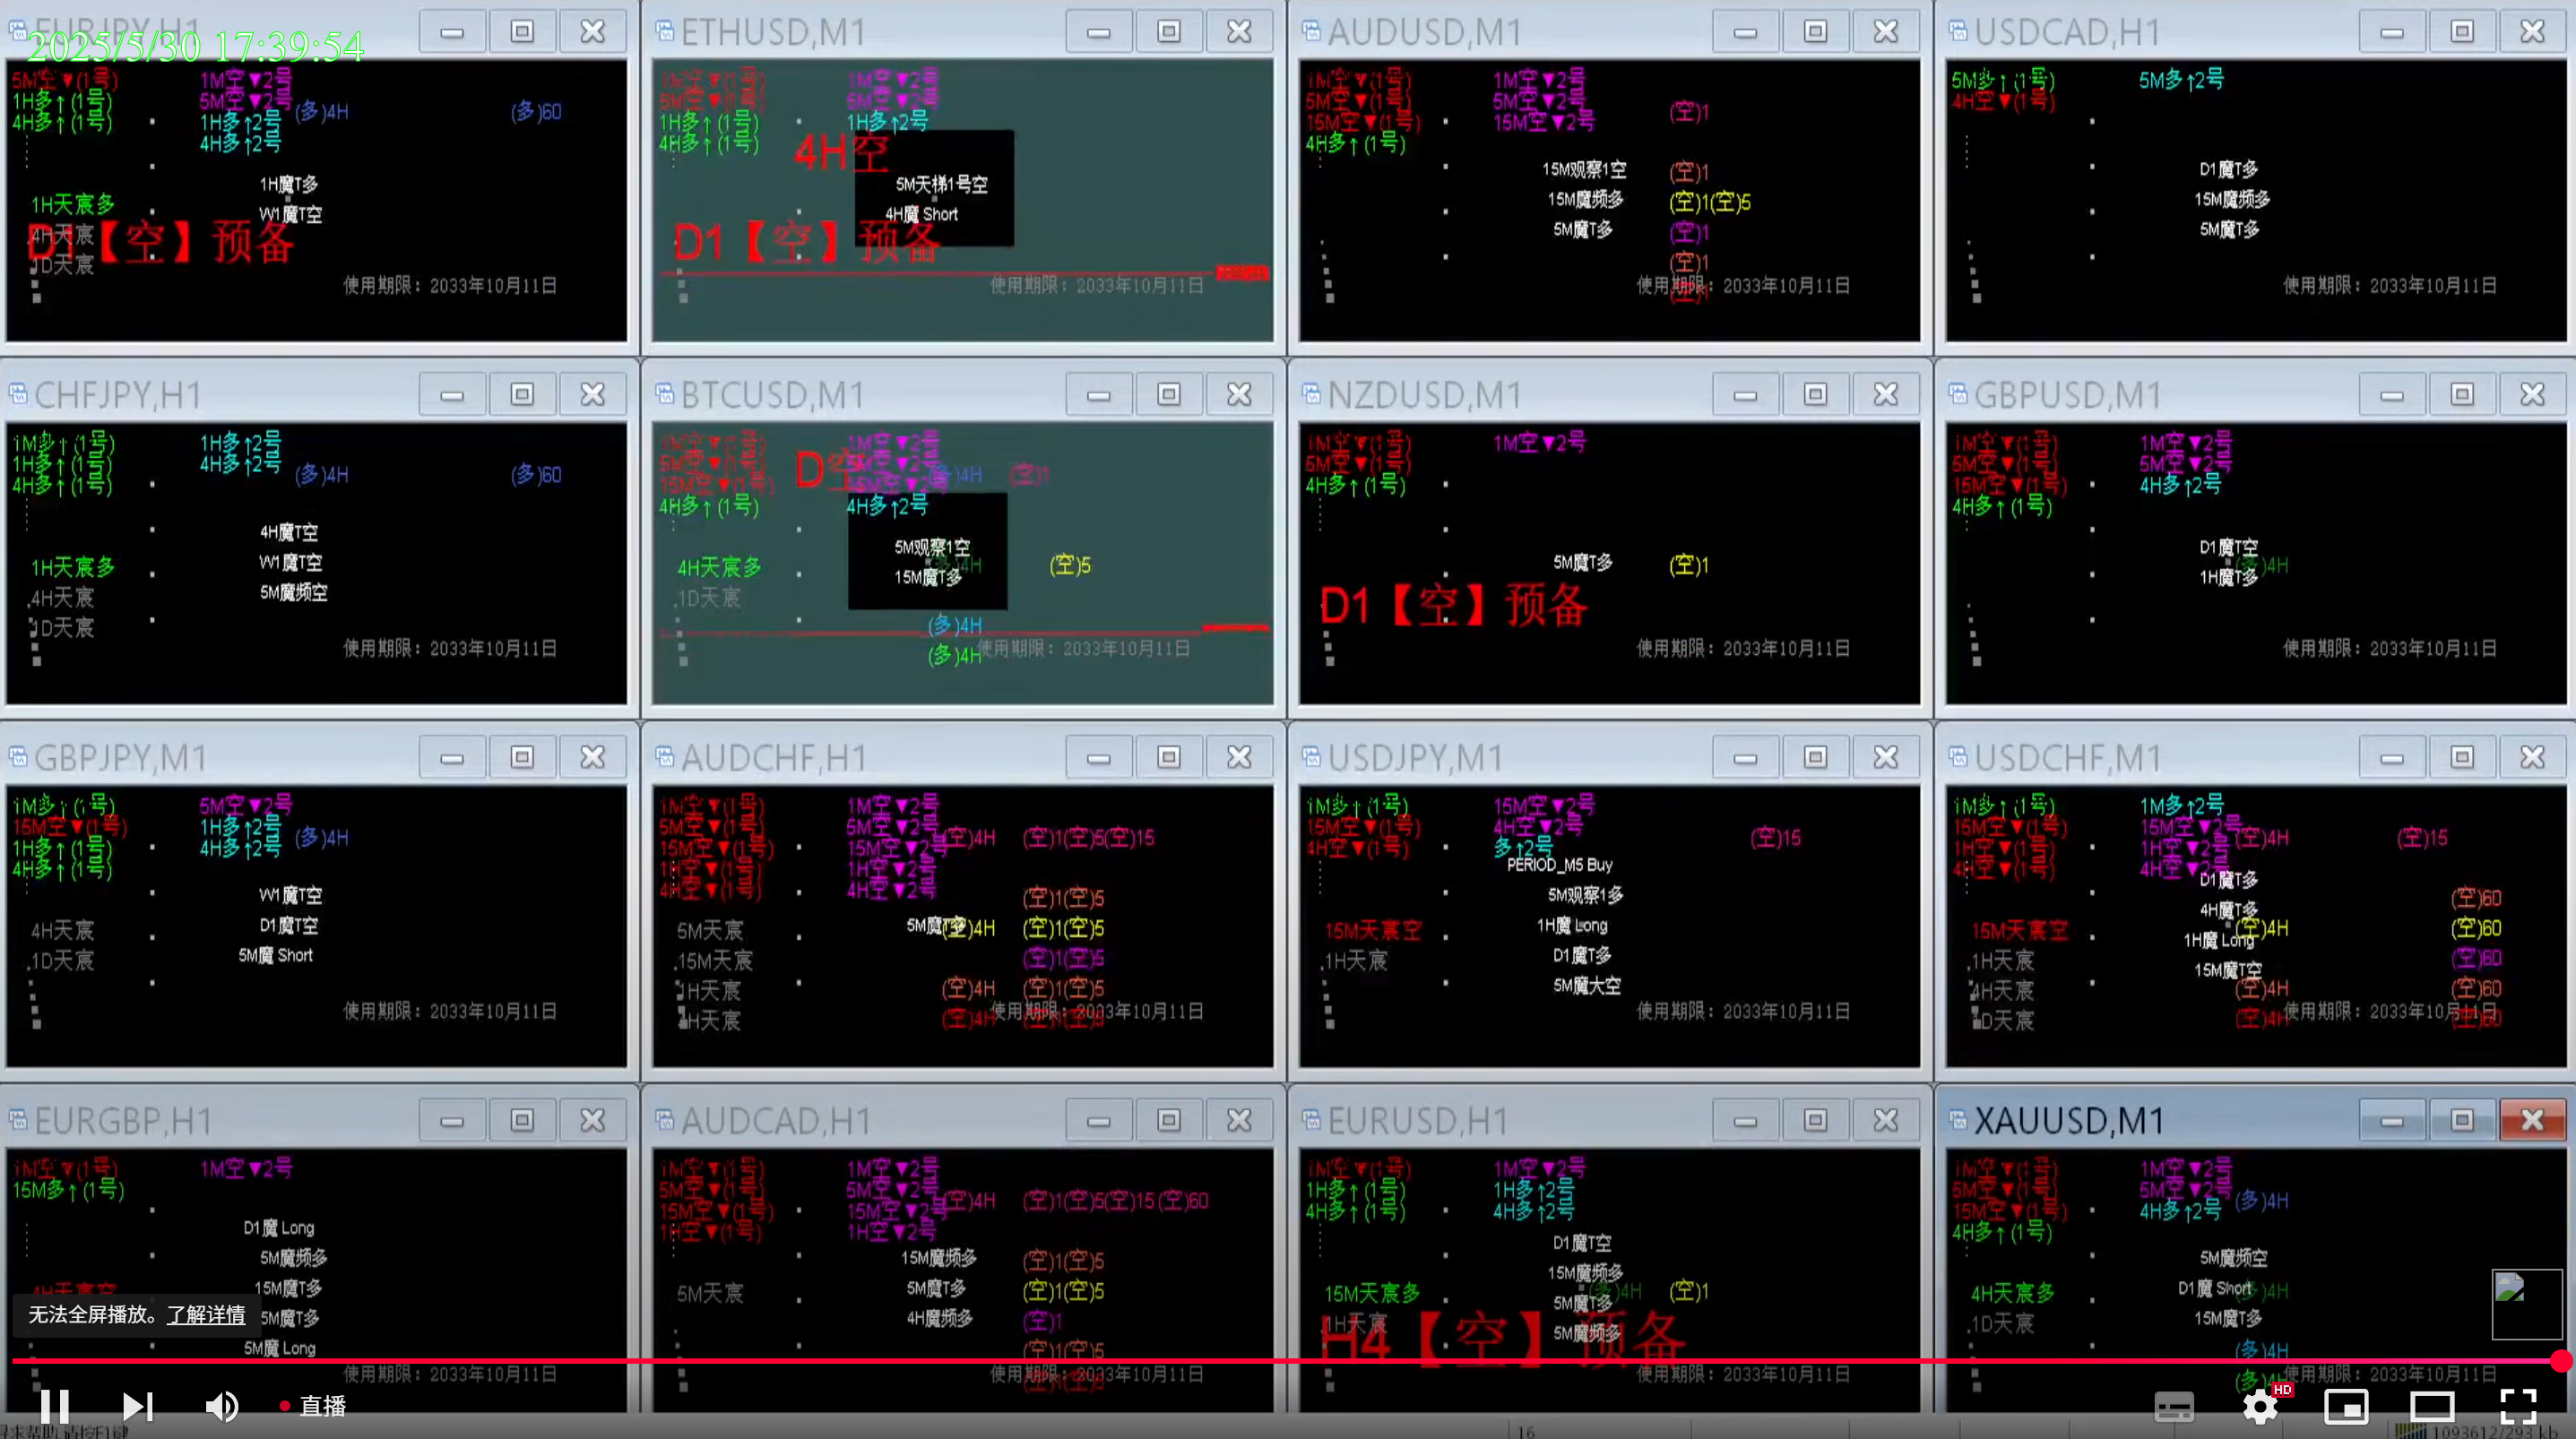 2025/5/30 17:39:54
EURJPY,H1
5M空▼(1号)
1H多↑(1号)
4H多↑(1号)
1M空▼2号
5M空▼2号
1H多↑2号
4H多↑2号
(多)4H
(多)60
1H魔T多
W1魔T空
1H天宸多
4H天宸
1D天宸
D1【空】预备
使用期限：2033年10月11日
ETHUSD,M1
1M空▼(1号)
5M空▼(1号)
1H多↑(1号)
4H多↑(1号)
1M空▼2号
5M空▼2号
1H多↑2号
4H空
5M天梯1号空
4H魔 Short
D1【空】预备
使用期限：2033年10月11日
AUDUSD,M1
1M空▼(1号)
5M空▼(1号)
15M空▼(1号)
4H多↑(1号)
1M空▼2号
5M空▼2号
15M空▼2号
(空)1
15M观察1空
15M魔频多
5M魔T多
(空)1
(空)1(空)5
(空)1
(空)1
(空)1
使用期限：2033年10月11日
USDCAD,H1
5M多↑(1号)
4H空▼(1号)
5M多↑2号
D1魔T多
15M魔频多
5M魔T多
使用期限：2033年10月11日
CHFJPY,H1
1M多↑(1号)
1H多↑(1号)
4H多↑(1号)
1H多↑2号
4H多↑2号
(多)4H
(多)60
4H魔T空
W1魔T空
5M魔频空
1H天宸多
4H天宸
1D天宸
使用期限：2033年10月11日
BTCUSD,M1
1M空▼(1号)
5M空▼(1号)
15M空▼(1号)
4H多↑(1号)
1M空▼2号
5M空▼2号
15M空▼2号
4H多↑2号
D空
(多)4H
(空)1
5M观察1空
15M魔T多
(多)4H
(空)5
4H天宸多
1D天宸
(多)4H
(多)4H
使用期限：2033年10月11日
NZDUSD,M1
1M空▼(1号)
5M空▼(1号)
4H多↑(1号)
1M空▼2号
5M魔T多
(空)1
D1【空】预备
使用期限：2033年10月11日
GBPUSD,M1
1M空▼(1号)
5M空▼(1号)
15M空▼(1号)
4H多↑(1号)
1M空▼2号
5M空▼2号
4H多↑2号
D1魔T空
1H魔T多
(多)4H
使用期限：2033年10月11日
GBPJPY,M1
1M多↑(1号)
15M空▼(1号)
1H多↑(1号)
4H多↑(1号)
5M空▼2号
1H多↑2号
4H多↑2号
(多)4H
W1魔T空
D1魔T空
5M魔 Short
4H天宸
1D天宸
使用期限：2033年10月11日
AUDCHF,H1
1M空▼(1号)
5M空▼(1号)
15M空▼(1号)
1H空▼(1号)
4H空▼(1号)
1M空▼2号
5M空▼2号
15M空▼2号
1H空▼2号
4H空▼2号
(空)4H
(空)1(空)5(空)15
(空)1(空)5
(空)4H
(空)1(空)5
(空)1(空)5
(空)4H
(空)1(空)5
(空)4H
(空)1(空)5
5M天宸
15M天宸
1H天宸
4H天宸
使用期限：2033年10月11日
USDJPY,M1
1M多↑(1号)
15M空▼(1号)
4H空▼(1号)
15M空▼2号
4H空▼2号
多↑2号
(空)15
PERIOD_M5 Buy
5M观察1多
1H魔 Long
D1魔T多
5M魔大空
15M天宸空
1H天宸
使用期限：2033年10月11日
USDCHF,M1
1M多↑(1号)
15M空▼(1号)
1H空▼(1号)
4H空▼(1号)
1M多↑2号
15M空▼2号
1H空▼2号
4H空▼2号
(空)4H
(空)15
D1魔T多
4H魔T多
1H魔 Long
15M魔T空
(空)60
(空)4H
(空)60
(空)60
(空)4H
(空)60
(空)4H
(空)60
15M天宸空
1H天宸
4H天宸
1D天宸
使用期限：2033年10月11日
EURGBP,H1
1M空▼(1号)
15M多↑(1号)
1M空▼2号
D1魔 Long
5M魔频多
15M魔T多
5M魔T多
5M魔 Long
4H天宸空
使用期限：2033年10月11日
AUDCAD,H1
1M空▼(1号)
5M空▼(1号)
15M空▼(1号)
1H空▼(1号)
1M空▼2号
5M空▼2号
15M空▼2号
1H空▼2号
(空)4H
(空)1(空)5(空)15(空)60
15M魔频多
5M魔T多
4H魔频多
(空)1(空)5
(空)1(空)5
(空)1
(空)1(空)5
(空)1(空)5
5M天宸
使用期限：2033年10月11日
EURUSD,H1
1M空▼(1号)
1H多↑(1号)
4H多↑(1号)
1M空▼2号
1H多↑2号
4H多↑2号
D1魔T空
15M魔频多
5M魔T多
5M魔频多
(多)4H
(空)1
15M天宸多
1H天宸
H4【空】预备
使用期限：2033年10月11日
XAUUSD,M1
1M空▼(1号)
5M空▼(1号)
15M空▼(1号)
4H多↑(1号)
1M空▼2号
5M空▼2号
4H多↑2号
(多)4H
5M魔频空
D1魔 Short
15M魔T多
(多)4H
4H天宸多
1D天宸
(多)4H
(多)4H
使用期限：2033年10月11日
无法全屏播放。了解详情
直播
HD
16
1093612/293 kb